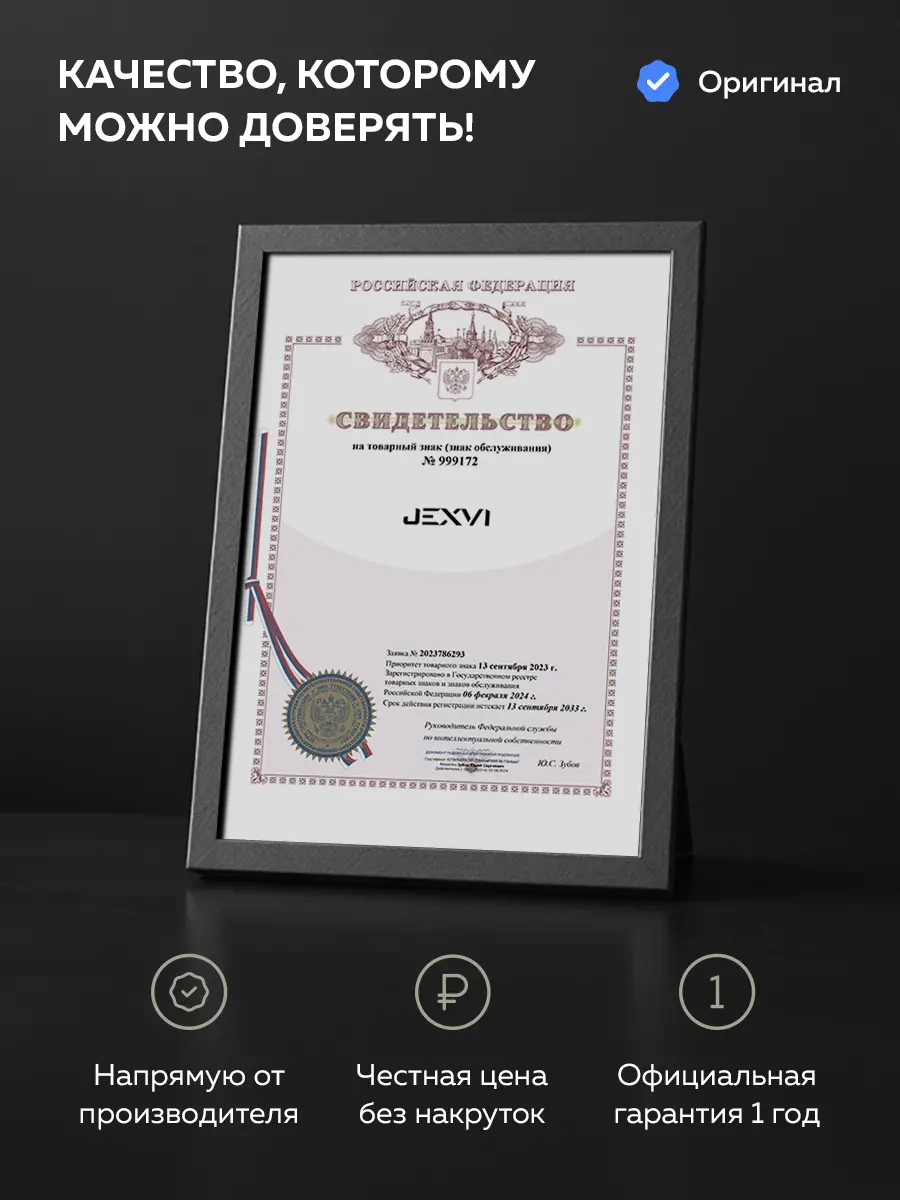 КАЧЕСТВО, КОТОРОМУ
МОЖНО ДОВЕРЯТЬ!
Оригинал
РОССИЙСКАЯ ФЕДЕРАЦИЯ
СВИДЕТЕЛЬСТВО
на товарный знак (знак обслуживания)
№ 999172
JEXVI
Заявка № 2023786293
Приоритет товарного знака 13 сентября 2023 г.
Зарегистрировано в Государственном реестре
товарных знаков и знаков обслуживания
Российской Федерации 06 февраля 2024 г.
Срок действия регистрации истекает 13 сентября 2033 г.
Руководитель Федеральной службы
по интеллектуальной собственности
Ю.С. Зубов
1
Напрямую от
производителя
Честная цена
без накруток
Официальная
гарантия 1 год